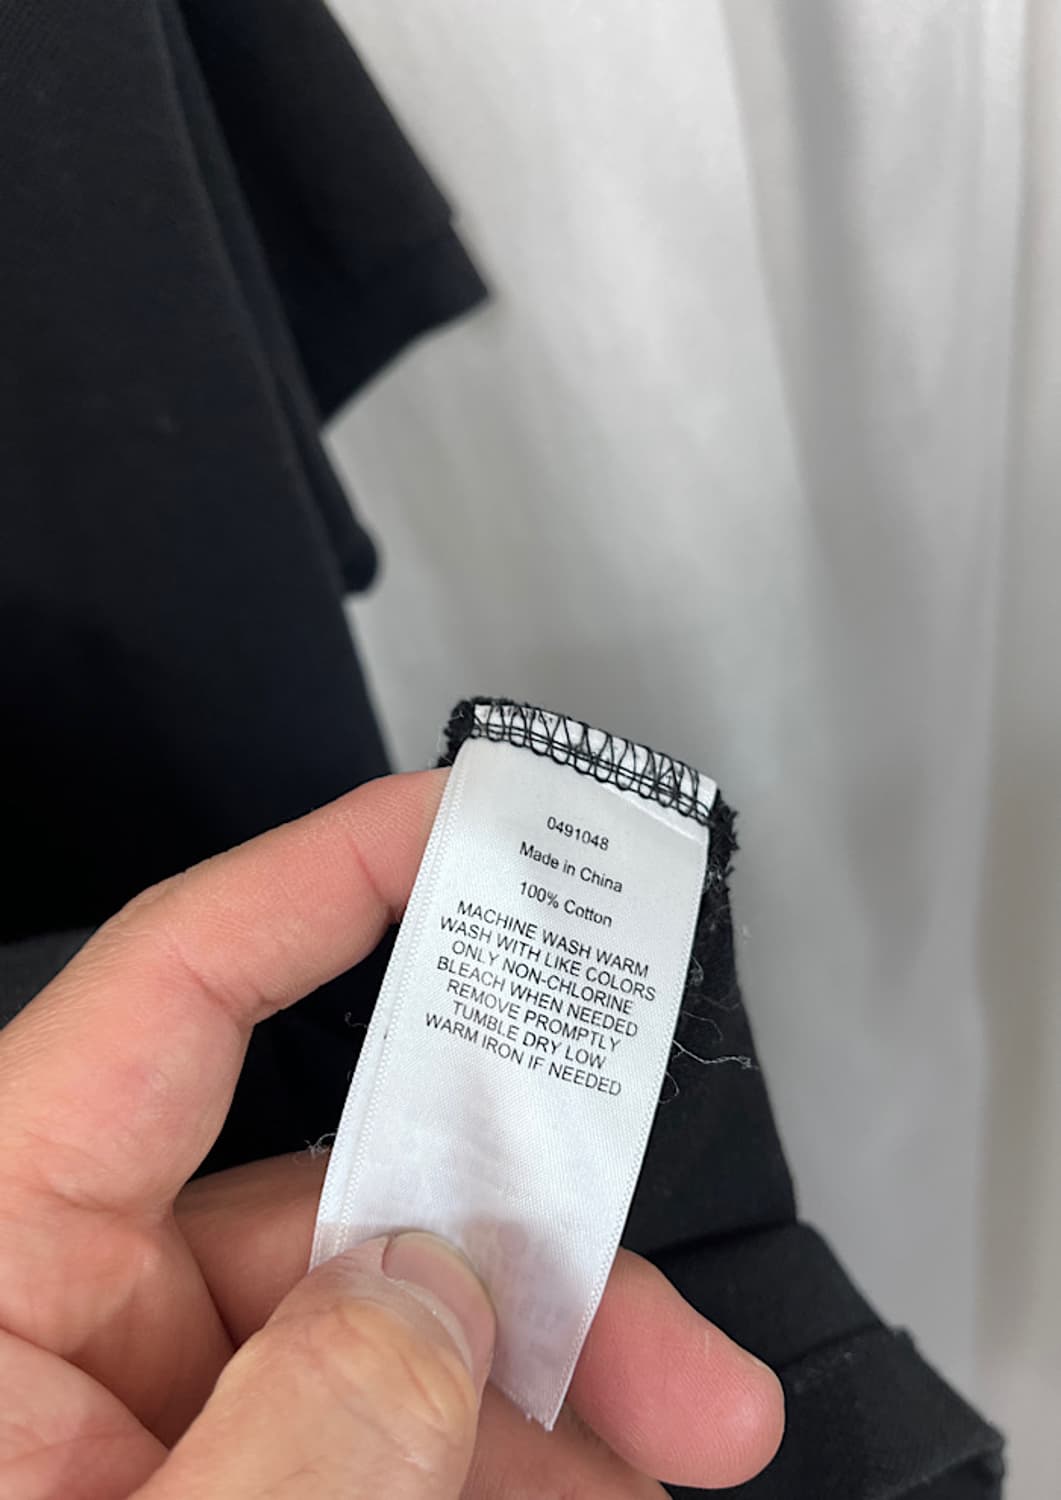 0491048
Made in China
100% Cotton
MACHINE WASH WARM
WASH WITH LIKE COLORS
ONLY NON-CHLORINE
BLEACH WHEN NEEDED
REMOVE PROMPTLY
TUMBLE DRY LOW
WARM IRON IF NEEDED